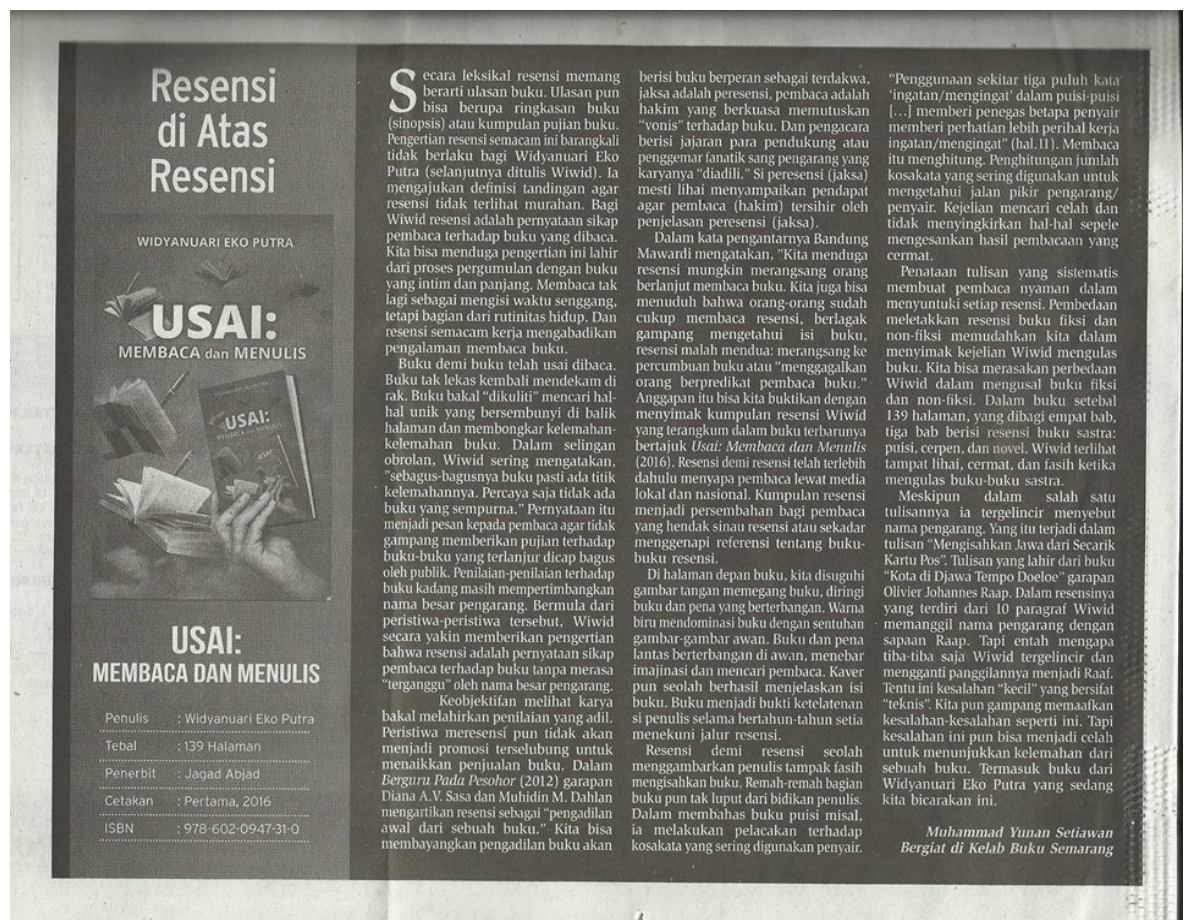 Resensi
di Atas
Resensi
WIDYANUARI EKO PUTRA
USAI:
MEMBACA dan MENULIS
USAI:
MEMBACA DAN MENULIS
Penulis : Widyanuari Eko Putra
Tebal : 139 Halaman
Penerbit : Jagad Abjad
Cetakan : Pertama, 2016
ISBN : 978-602-0947-31-0
Secara leksikal resensi memang
berarti ulasan buku. Ulasan pun
bisa berupa ringkasan buku
(sinopsis) atau kumpulan pujian buku.
Pengertian resensi semacam ini barangkali
tidak berlaku bagi Widyanuari Eko
Putra (selanjutnya ditulis Wiwid). Ia
mengajukan definisi tandingan agar
resensi tidak terlihat murahan. Bagi
Wiwid resensi adalah pernyataan sikap
pembaca terhadap buku yang dibaca.
Kita bisa menduga pengertian ini lahir
dari proses pergumulan dengan buku
yang intim dan panjang. Membaca tak
lagi sebagai mengisi waktu senggang,
tetapi bagian dari rutinitas hidup. Dan
resensi semacam kerja mengabadikan
pengalaman membaca buku.
Buku demi buku telah usai dibaca.
Buku tak lekas kembali mendekam di
rak. Buku bakal "dikuliti" mencari hal-
hal unik yang bersembunyi di balik
halaman dan membongkar kelemahan-
kelemahan buku. Dalam selingan
obrolan, Wiwid sering mengatakan,
"sebagus-bagusnya buku pasti ada titik
kelemahannya. Percaya saja tidak ada
buku yang sempurna." Pernyataan itu
menjadi pesan kepada pembaca agar tidak
gampang memberikan pujian terhadap
buku-buku yang terlanjur dicap bagus
oleh publik. Penilaian-penilaian terhadap
buku kadang masih mempertimbangkan
nama besar pengarang. Bermula dari
peristiwa-peristiwa tersebut, Wiwid
secara yakin memberikan pengertian
bahwa resensi adalah pernyataan sikap
pembaca terhadap buku tanpa merasa
"terganggu" oleh nama besar pengarang.
Keobjektifan melihat karya
bakal melahirkan penilaian yang adil.
Peristiwa meresensi pun tidak akan
menjadi promosi terselubung untuk
menaikkan penjualan buku. Dalam
Berguru Pada Pesohor (2012) garapan
Diana A.V. Sasa dan Muhidin M. Dahlan
mengartikan resensi sebagai "pengadilan
awal dari sebuah buku." Kita bisa
membayangkan pengadilan buku akan
berisi buku berperan sebagai terdakwa,
jaksa adalah peresensi, pembaca adalah
hakim yang berkuasa memutuskan
"vonis" terhadap buku. Dan pengacara
berisi jajaran para pendukung atau
penggemar fanatik sang pengarang yang
karyanya "diadili." Si peresensi (jaksa)
mesti lihai menyampaikan pendapat
agar pembaca (hakim) tersihir oleh
penjelasan peresensi (jaksa).
Dalam kata pengantarnya Bandung
Mawardi mengatakan, "Kita menduga
resensi mungkin merangsang orang
berlanjut membaca buku. Kita juga bisa
menuduh bahwa orang-orang sudah
cukup membaca resensi, berlagak
gampang mengetahui isi buku,
resensi malah mendua: merangsang ke
percumbuan buku atau "menggagalkan
orang berpredikat pembaca buku."
Anggapan itu bisa kita buktikan dengan
menyimak kumpulan resensi Wiwid
yang terangkum dalam buku terbarunya
bertajuk Usai: Membaca dan Menulis
(2016). Resensi demi resensi telah terlebih
dahulu menyapa pembaca lewat media
lokal dan nasional. Kumpulan resensi
menjadi persembahan bagi pembaca
yang hendak sinau resensi atau sekadar
menggenapi referensi tentang buku-
buku resensi.
Di halaman depan buku, kita disuguhi
gambar tangan memegang buku, diringi
buku dan pena yang berterbangan. Warna
biru mendominasi buku dengan sentuhan
gambar-gambar awan. Buku dan pena
lantas berterbangan di awan, menebar
imajinasi dan mencari pembaca. Kaver
pun seolah berhasil menjelaskan isi
buku. Buku menjadi bukti ketelatenan
si penulis selama bertahun-tahun setia
menekuni jalur resensi.
Resensi demi resensi seolah
menggambarkan penulis tampak fasih
mengisahkan buku. Remah-remah bagian
buku pun tak luput dari bidikan penulis.
Dalam membahas buku puisi misal,
ia melakukan pelacakan terhadap
kosakata yang sering digunakan penyair.
"Penggunaan sekitar tiga puluh kata
'ingatan/mengingat' dalam puisi-puisi
[...] memberi penegas betapa penyair
memberi perhatian lebih perihal kerja
ingatan/mengingat" (hal.11). Membaca
itu menghitung. Penghitungan jumlah
kosakata yang sering digunakan untuk
mengetahui jalan pikir pengarang/
penyair. Kejelian mencari celah dan
tidak menyingkirkan hal-hal sepele
mengesankan hasil pembacaan yang
cermat.
Penataan tulisan yang sistematis
membuat pembaca nyaman dalam
menyuntuki setiap resensi. Pembedaan
meletakkan resensi buku fiksi dan
non-fiksi memudahkan kita dalam
menyimak kejelian Wiwid mengulas
buku. Kita bisa merasakan perbedaan
Wiwid dalam mengusal buku fiksi
dan non-fiksi. Dalam buku setebal
139 halaman, yang dibagi empat bab,
tiga bab berisi resensi buku sastra:
puisi, cerpen, dan novel. Wiwid terlihat
tampat lihai, cermat, dan fasih ketika
mengulas buku-buku sastra.
Meskipun dalam salah satu
tulisannya ia tergelincir menyebut
nama pengarang. Yang itu terjadi dalam
tulisan "Mengisahkan Jawa dari Secarik
Kartu Pos". Tulisan yang lahir dari buku
"Kota di Djawa Tempo Doeloe" garapan
Olivier Johannes Raap. Dalam resensinya
yang terdiri dari 10 paragraf Wiwid
memanggil nama pengarang dengan
sapaan Raap. Tapi entah mengapa
tiba-tiba saja Wiwid tergelincir dan
mengganti panggilannya menjadi Raaf.
Tentu ini kesalahan "kecil" yang bersifat
"teknis". Kita pun gampang memaafkan
kesalahan-kesalahan seperti ini. Tapi
kesalahan ini pun bisa menjadi celah
untuk menunjukkan kelemahan dari
sebuah buku. Termasuk buku dari
Widyanuari Eko Putra yang sedang
kita bicarakan ini.
Muhammad Yunan Setiawan
Bergiat di Kelab Buku Semarang